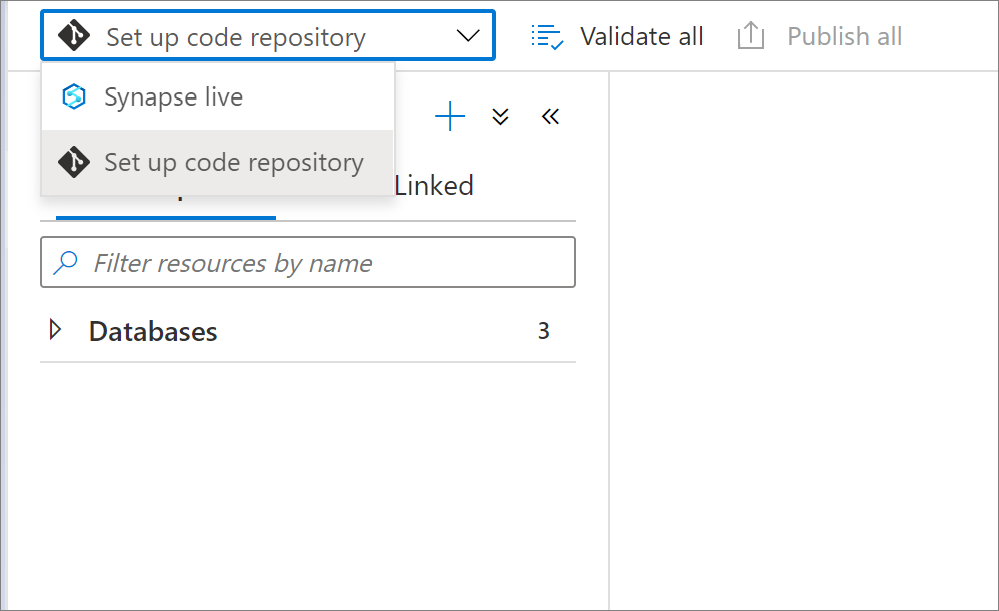 Set up code repository Validate all Publish all
Synapse live
Set up code repository
Linked
Filter resources by name
Databases 3